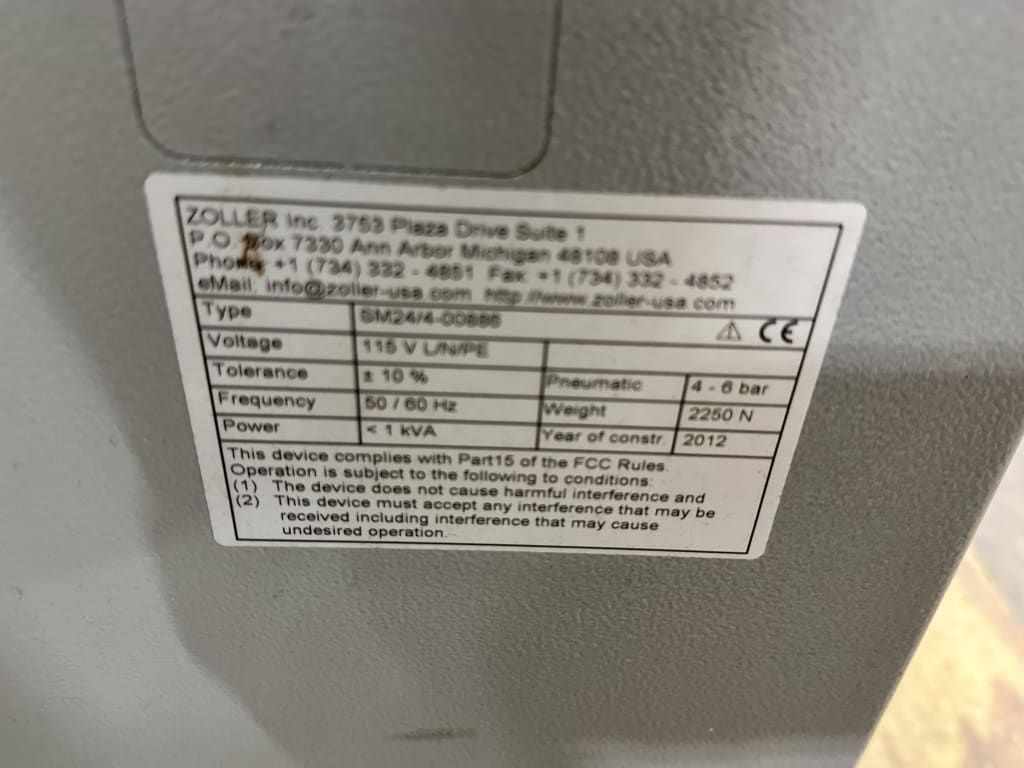 ZOLLER Inc. 3753 Plaza Drive Suite 1
P.O. Box 7330 Ann Arbor Michigan 48108 USA
Phone +1 (734) 332 - 4851 Fax +1 (734) 332 - 4852
eMail: info@zoller-usa.com http://www.zoller-usa.com
Type
CE
Voltage 115 V L/N/PE
Tolerance ± 10 % Pneumatic 4 - 6 bar
Frequency 50 / 60 Hz Weight 2250 N
Power < 1 kVA Year of constr. 2012
This device complies with Part15 of the FCC Rules.
Operation is subject to the following to conditions:
(1) The device does not cause harmful interference and
(2) This device must accept any interference that may be
received including interference that may cause
undesired operation.